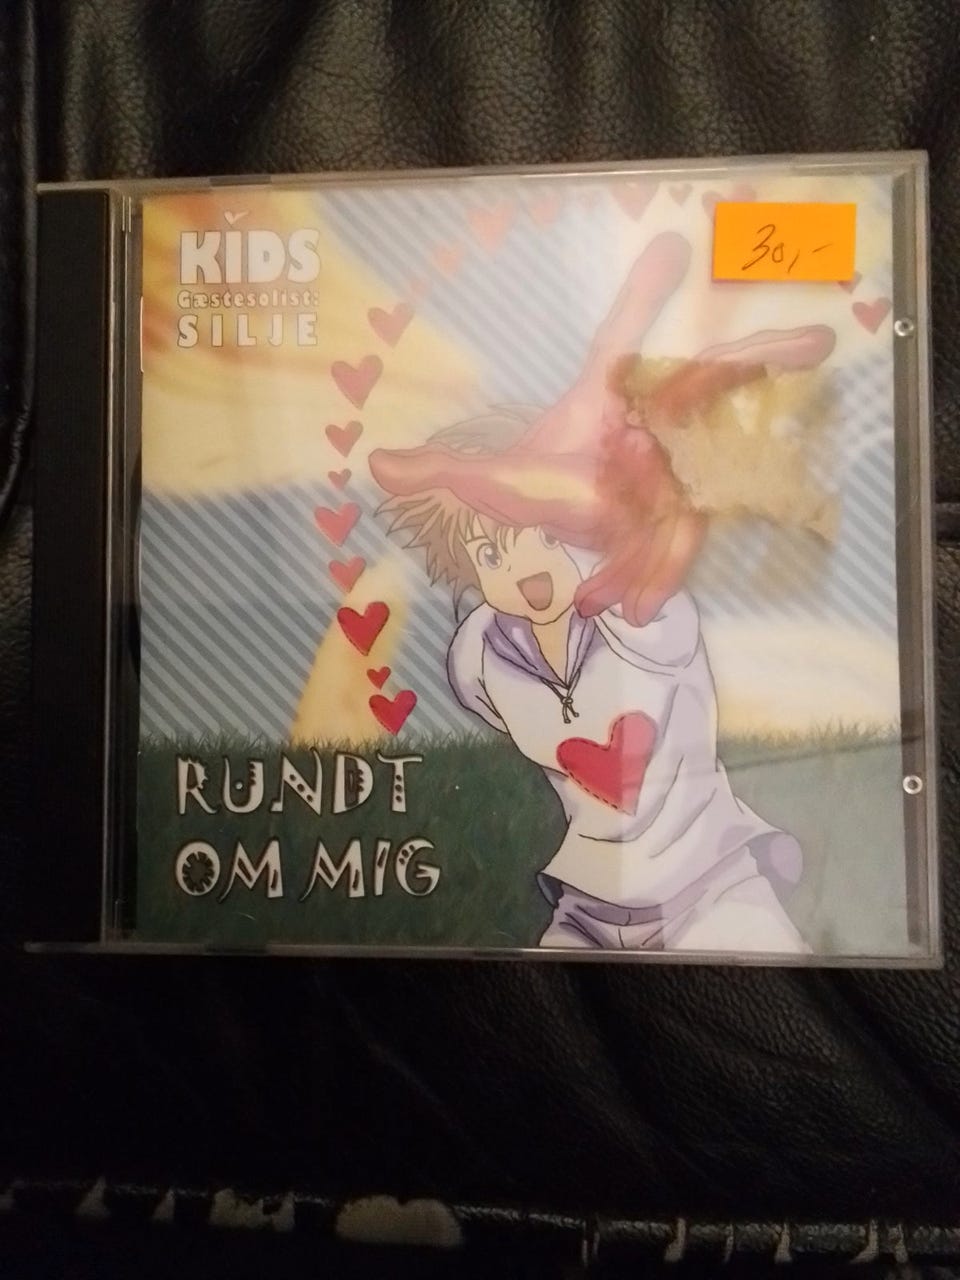 KIDS
Gæstesolist:
SILJE
30,-
RUNDT
OM MIG